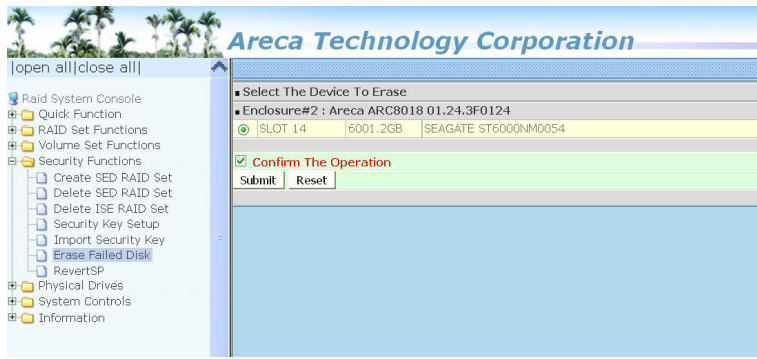 Areca Technology Corporation
|open all|close all|
Raid System Console
Quick Function
RAID Set Functions
Volume Set Functions
Security Functions
Create SED RAID Set
Delete SED RAID Set
Delete ISE RAID Set
Security Key Setup
Import Security Key
Erase Failed Disk
RevertSP
Physical Drives
System Controls
Information
Select The Device To Erase
Enclosure#2 : Areca ARC8018 01.24.3F0124
SLOT 14 6001.2GB SEAGATE ST6000NM0054
Confirm The Operation
Submit Reset